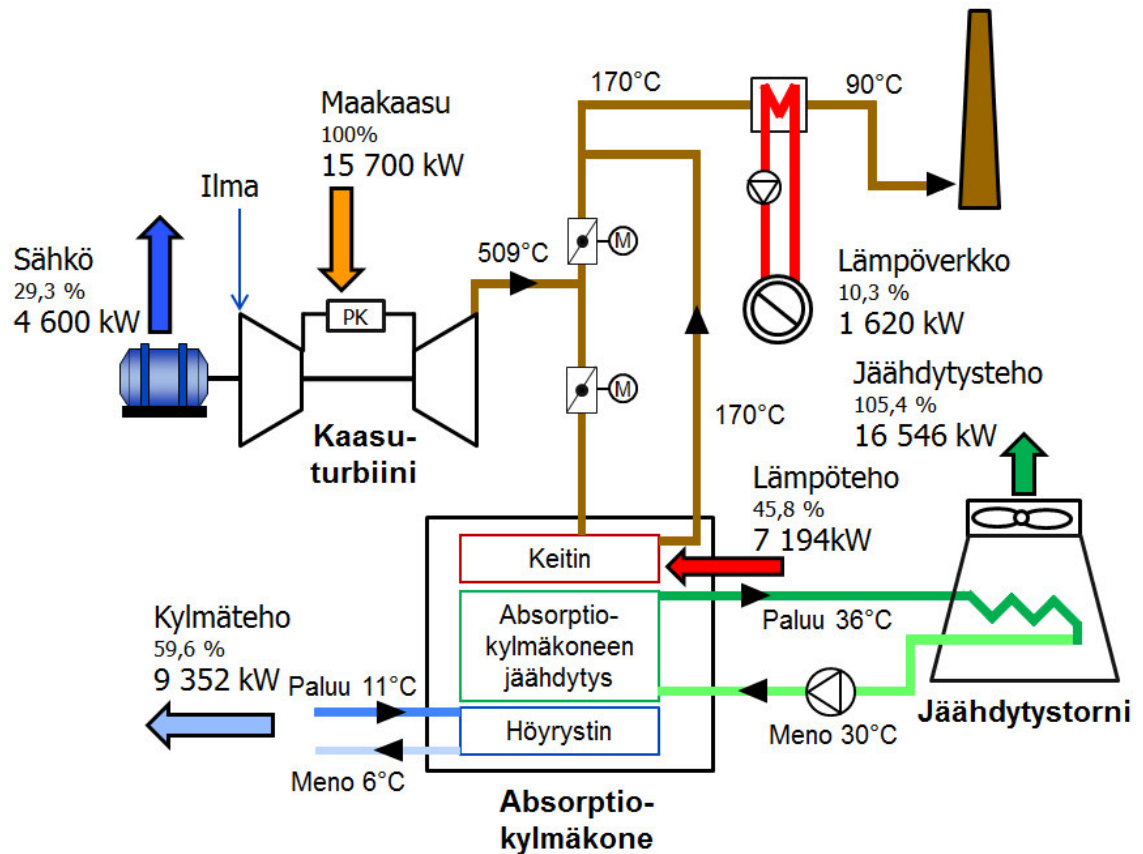 170°C
90°C
Maakaasu
100%
15 700 kW
Ilma
M
509°C
Sähkö
29,3 %
4 600 kW
Lämpöverkko
10,3 %
1 620 kW
PK
M
Jäähdytysteho
105,4 %
16 546 kW
170°C
Kaasu-
turbiini
Lämpöteho
45,8 %
7 194kW
Keitin
Absorptio-
kylmäkoneen
jäähdytys
Höyrystin
Kylmäteho
59,6 %
9 352 kW
Paluu 11°C
Meno 6°C
Paluu 36°C
Meno 30°C
Jäähdytystorni
Absorptio-
kylmäkone